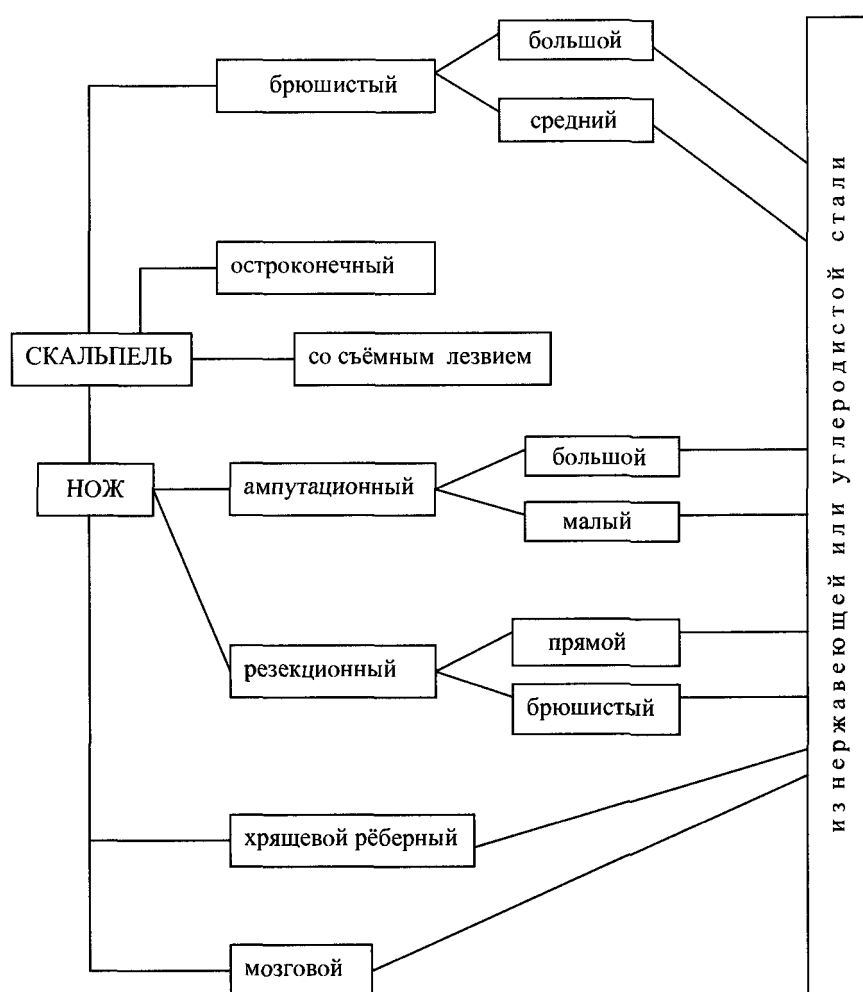 большой
брюшистый
средний
остроконечный
СКАЛЬПЕЛЬ
со съёмным лезвием
большой
НОЖ
ампутационный
малый
прямой
резекционный
брюшистый
хрящевой рёберный
мозговой
из нержавеющей или углеродистой стали